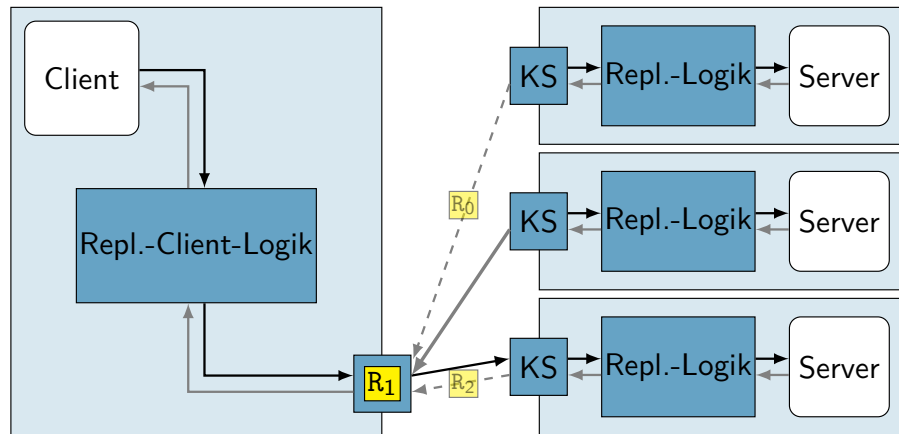 Client
Repl.-Client-Logik
R1
R0
R2
KS
Repl.-Logik
Server
KS
Repl.-Logik
Server
KS
Repl.-Logik
Server